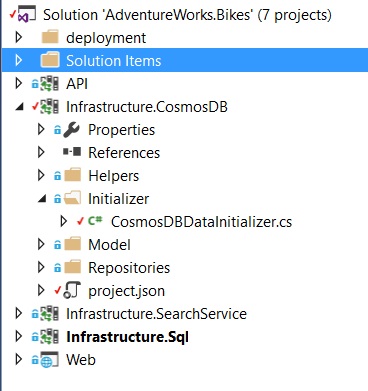 Solution 'AdventureWorks.Bikes' (7 projects)
deployment
Solution Items
API
Infrastructure.CosmosDB
Properties
References
Helpers
Initializer
C# CosmosDBDataInitializer.cs
Model
Repositories
project.json
Infrastructure.SearchService
Infrastructure.Sql
Web